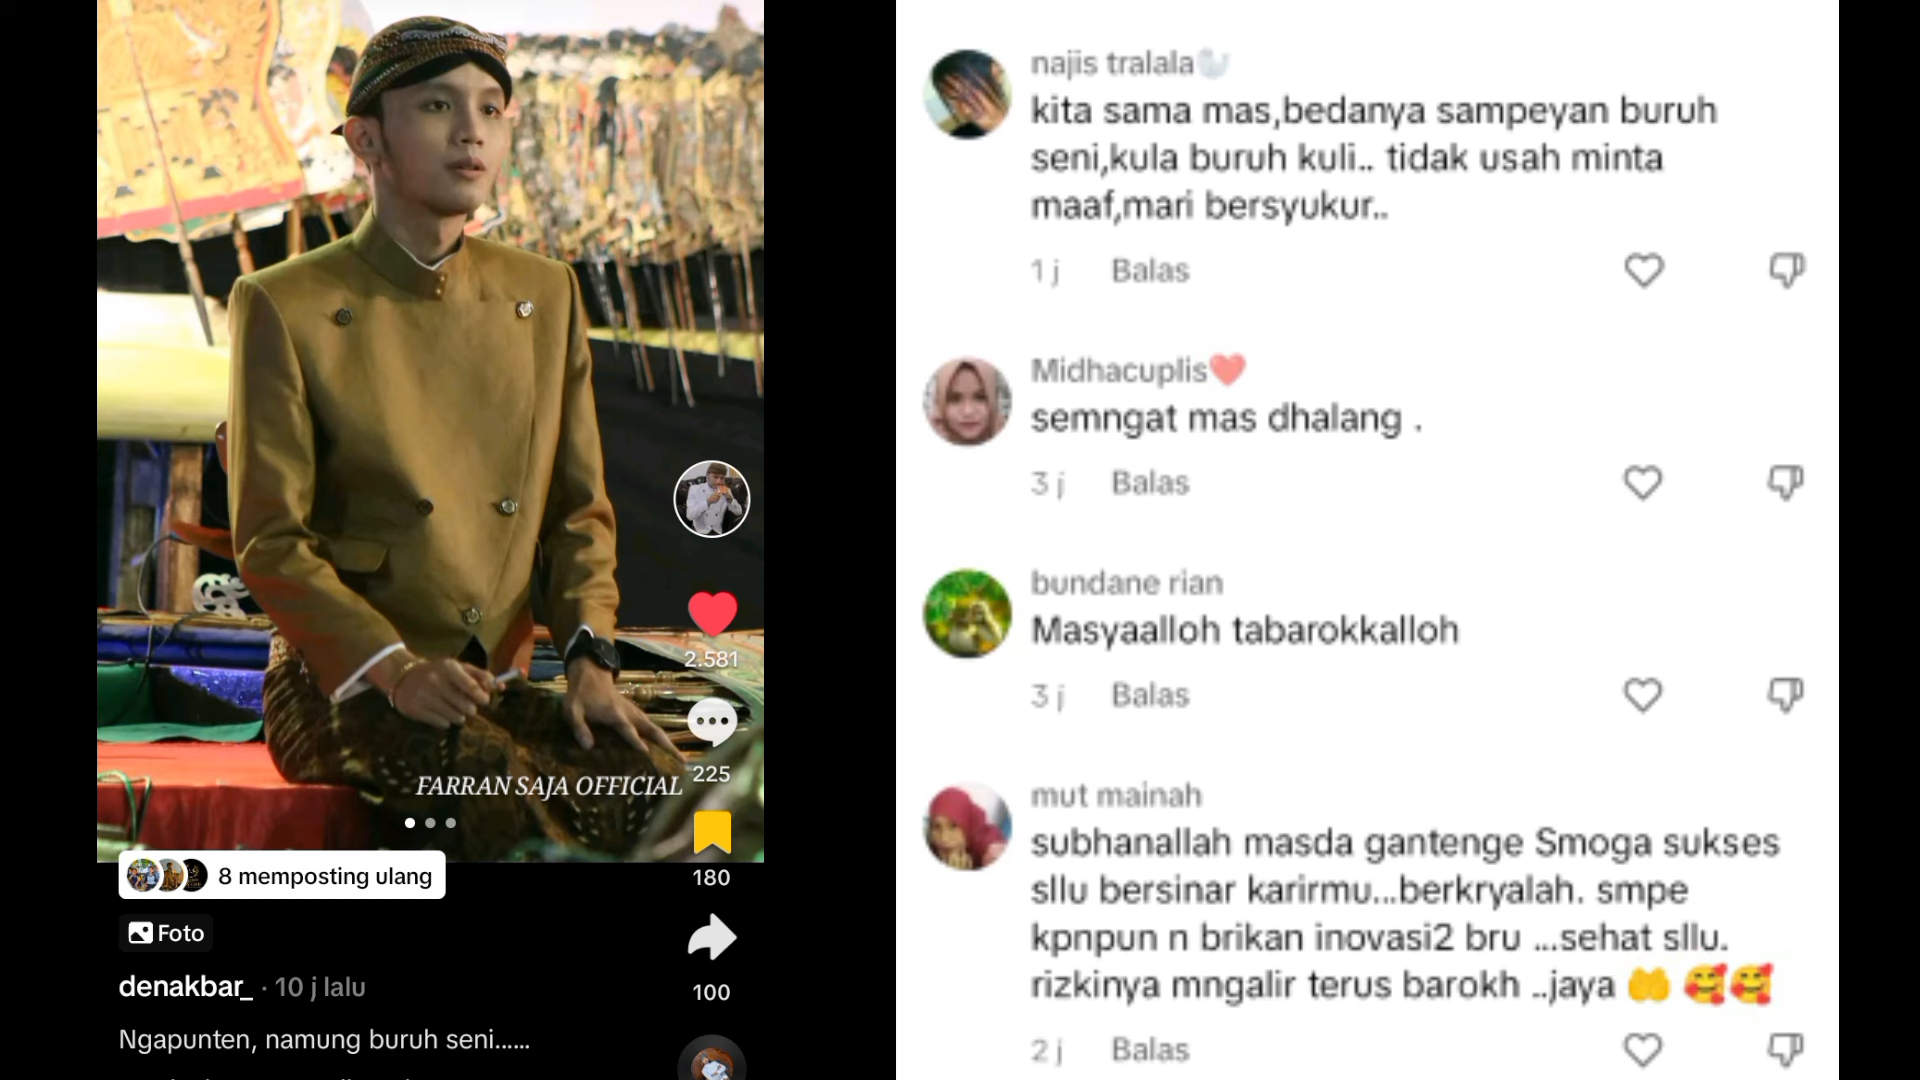 FARRAN SAJA OFFICIAL
2.581
225
180
100
8 memposting ulang
Foto
denakbar_ · 10 j lalu
Ngapunten, namung buruh seni......
najis tralala🦭
kita sama mas,bedanya sampeyan buruh
seni,kula buruh kuli.. tidak usah minta
maaf,mari bersyukur..
1 j Balas
Midhacuplis❤️
semngat mas dhalang .
3 j Balas
bundane rian
Masyaalloh tabarokkalloh
3 j Balas
mut mainah
subhanallah masda gantenge Smoga sukses
sllu bersinar karirmu...berkryalah. smpe
kpnpun n brikan inovasi2 bru ...sehat sllu.
rizkinya mngalir terus barokh ..jaya 🤲 🥰🥰
2 j Balas